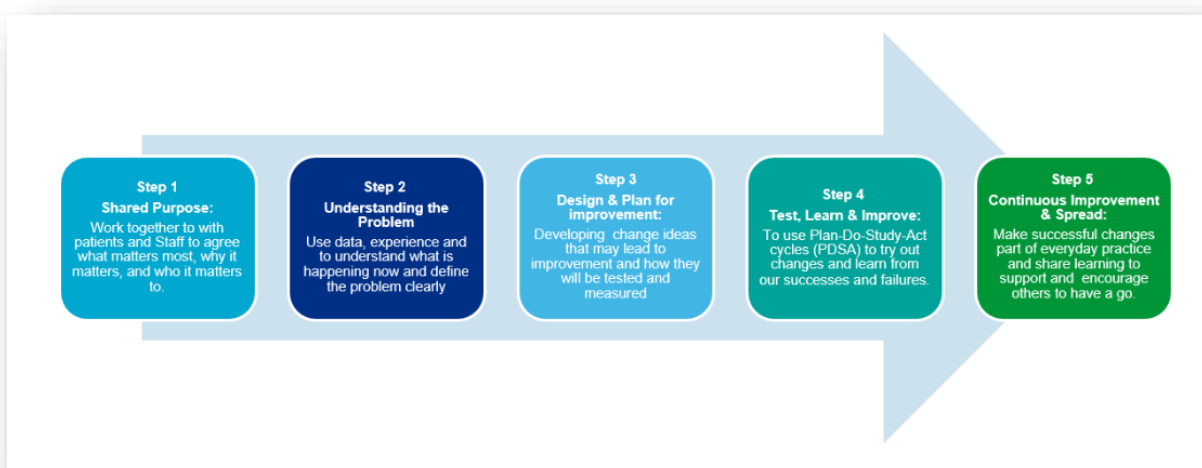 Step 1
Shared Purpose:
Work together to with
patients and Staff to agree
what matters most, why it
matters, and who it matters
to.
Step 2
Understanding the
Problem
Use data, experience and
to understand what is
happening now and define
the problem clearly
Step 3
Design & Plan for
improvement:
Developing change ideas
that may lead to
improvement and how they
will be tested and
measured
Step 4
Test, Learn & Improve:
To use Plan-Do-Study-Act
cycles (PDSA) to try out
changes and learn from
our successes and failures.
Step 5
Continuous Improvement
& Spread:
Make successful changes
part of everyday practice
and share learning to
support and encourage
others to have a go.